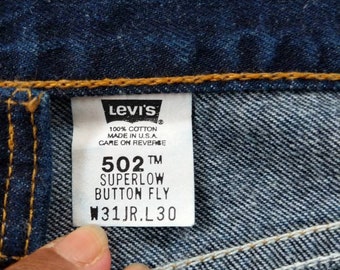 LEVI'S ®
100% COTTON
MADE IN U.S.A.
CARE ON REVERSE
502™
SUPERLOW
BUTTON FLY
W31JR.L30